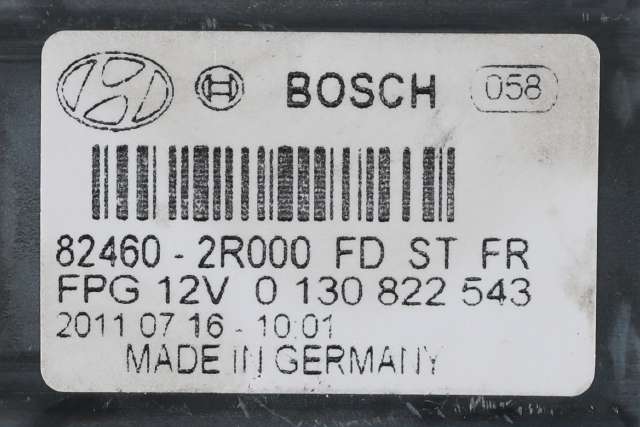 BOSCH 058
82460-2R000 FD ST FR
FPG 12V 0 130 822 543
2011 07 16 - 10:01
MADE IN GERMANY